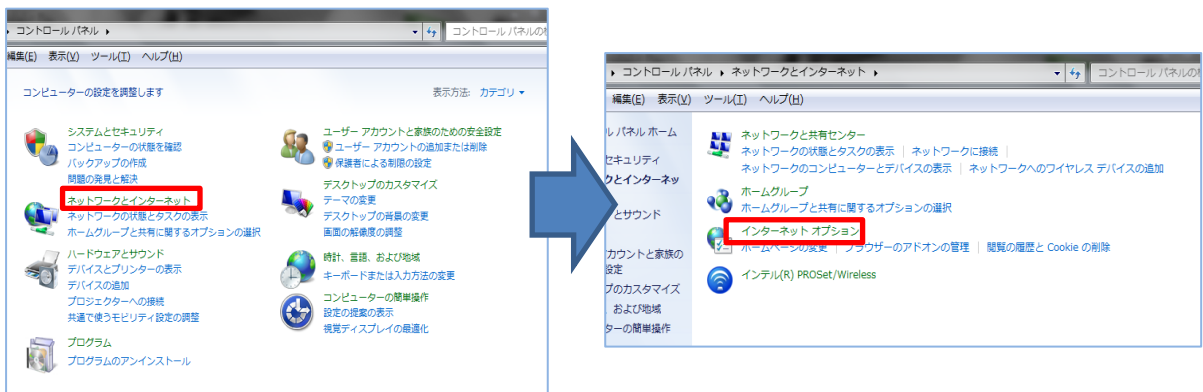 コントロール パネル
コントロール パネルの検
編集(E) 表示(V) ツール(T) ヘルプ(H)
コンピューターの設定を調整します
表示方法: カテゴリ
システムとセキュリティ
コンピューターの状態を確認
バックアップの作成
問題の発見と解決
ネットワークとインターネット
ネットワークの状態とタスクの表示
ホームグループと共有に関するオプションの選択
ハードウェアとサウンド
デバイスとプリンターの表示
デバイスの追加
プロジェクターへの接続
共通で使うモビリティ設定の調整
プログラム
プログラムのアンインストール
ユーザー アカウントと家族のための安全設定
ユーザー アカウントの追加または削除
保護者による制限の設定
デスクトップのカスタマイズ
テーマの変更
デスクトップの背景の変更
画面の解像度の調整
時計、言語、および地域
キーボードまたは入力方法の変更
コンピューターの簡単操作
設定の提案の表示
視覚ディスプレイの最適化
コントロール パネル ネットワークとインターネット
コントロール パネルの検
編集(E) 表示(V) ツール(T) ヘルプ(H)
ル パネル ホーム
セキュリティ
クとインターネッ
とサウンド
カウントと家族の
設定
プのカスタマイズ
および地域
ターの簡単操作
ネットワークと共有センター
ネットワークの状態とタスクの表示 | ネットワークに接続 |
ネットワークのコンピューターとデバイスの表示 | ネットワークへのワイヤレス デバイスの追加
ホームグループ
ホームグループと共有に関するオプションの選択
インターネット オプション
ホームページの変更 | ブラウザーのアドオンの管理 | 閲覧の履歴と Cookie の削除
インテル(R) PROSet/Wireless